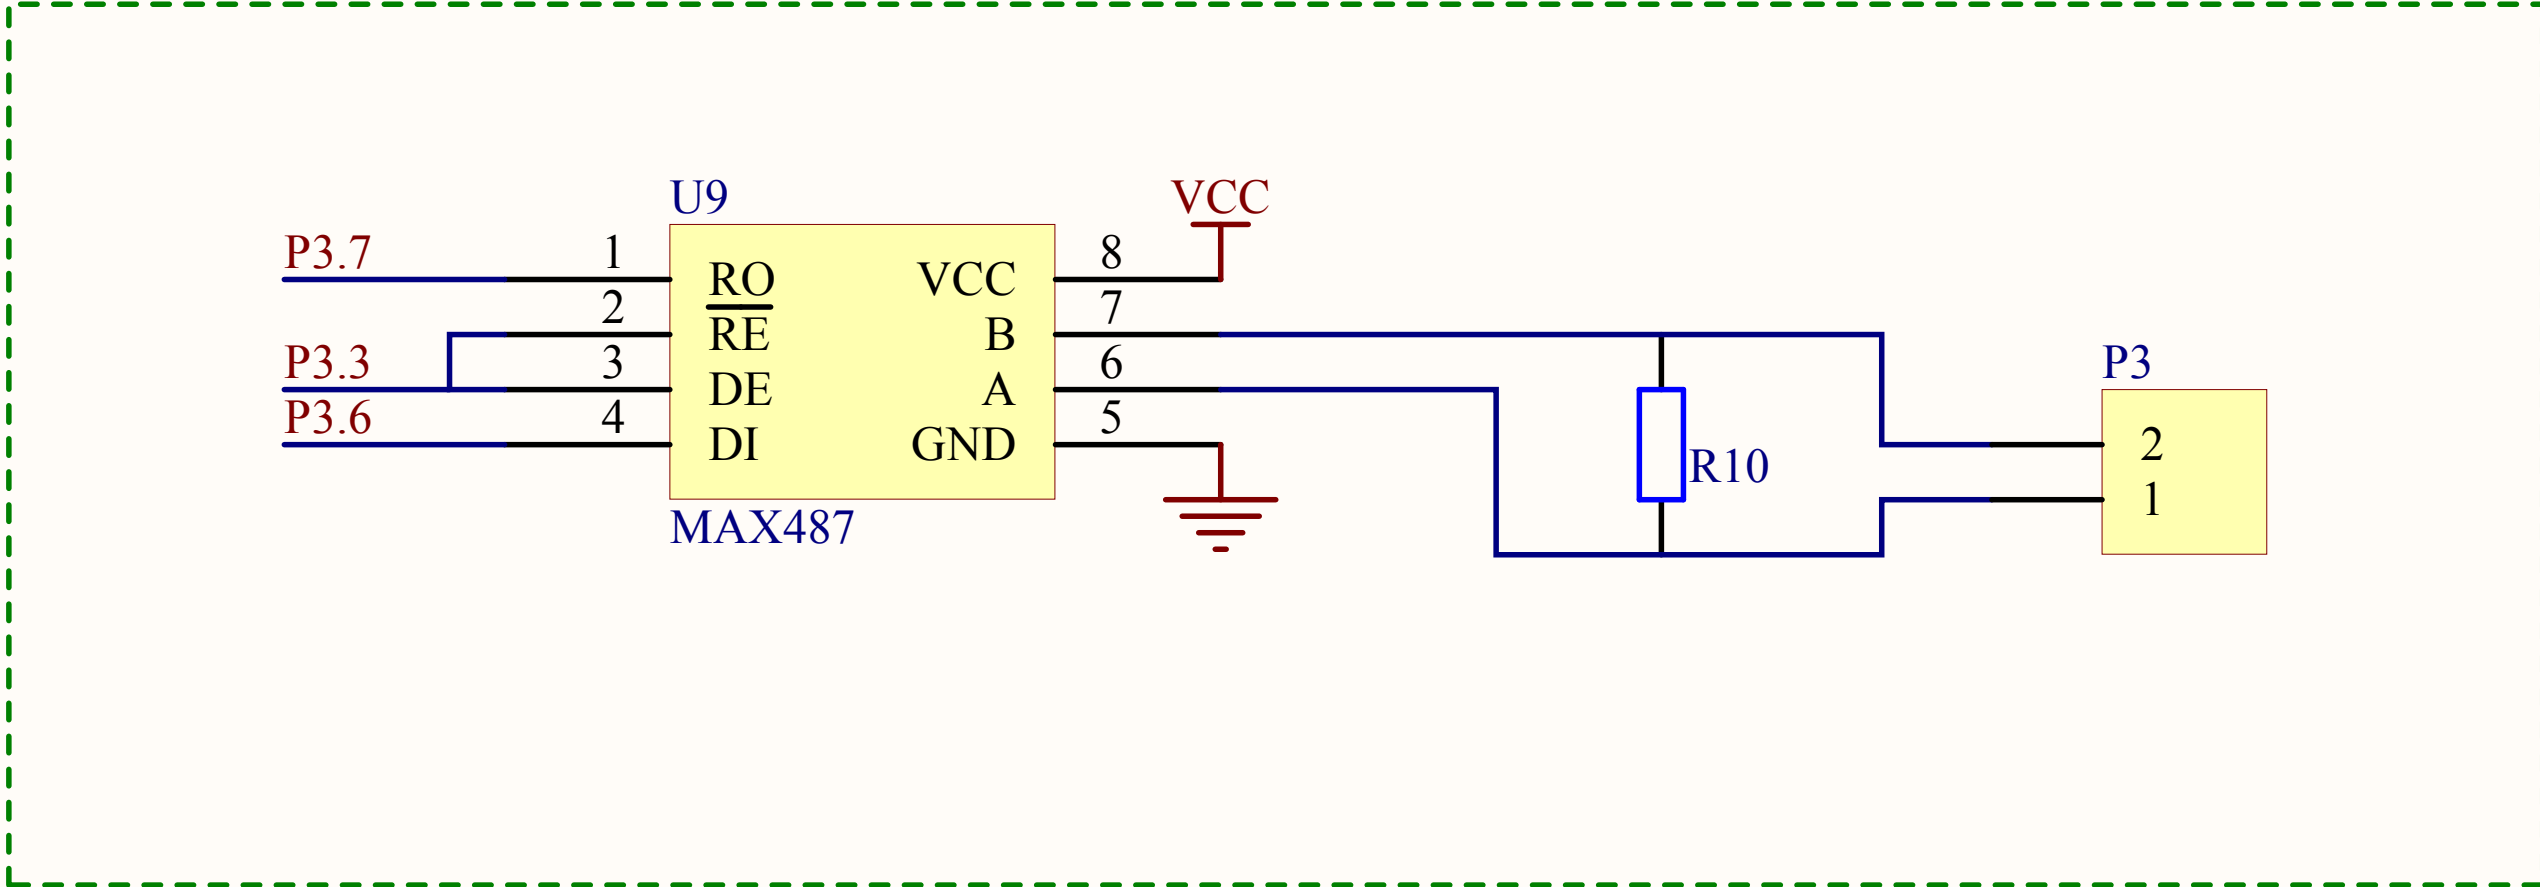 U9
VCC
P3.7
1
RO
VCC
8
2
RE
B
7
P3.3
3
DE
A
6
P3
P3.6
4
DI
GND
5
2
R10
1
MAX487